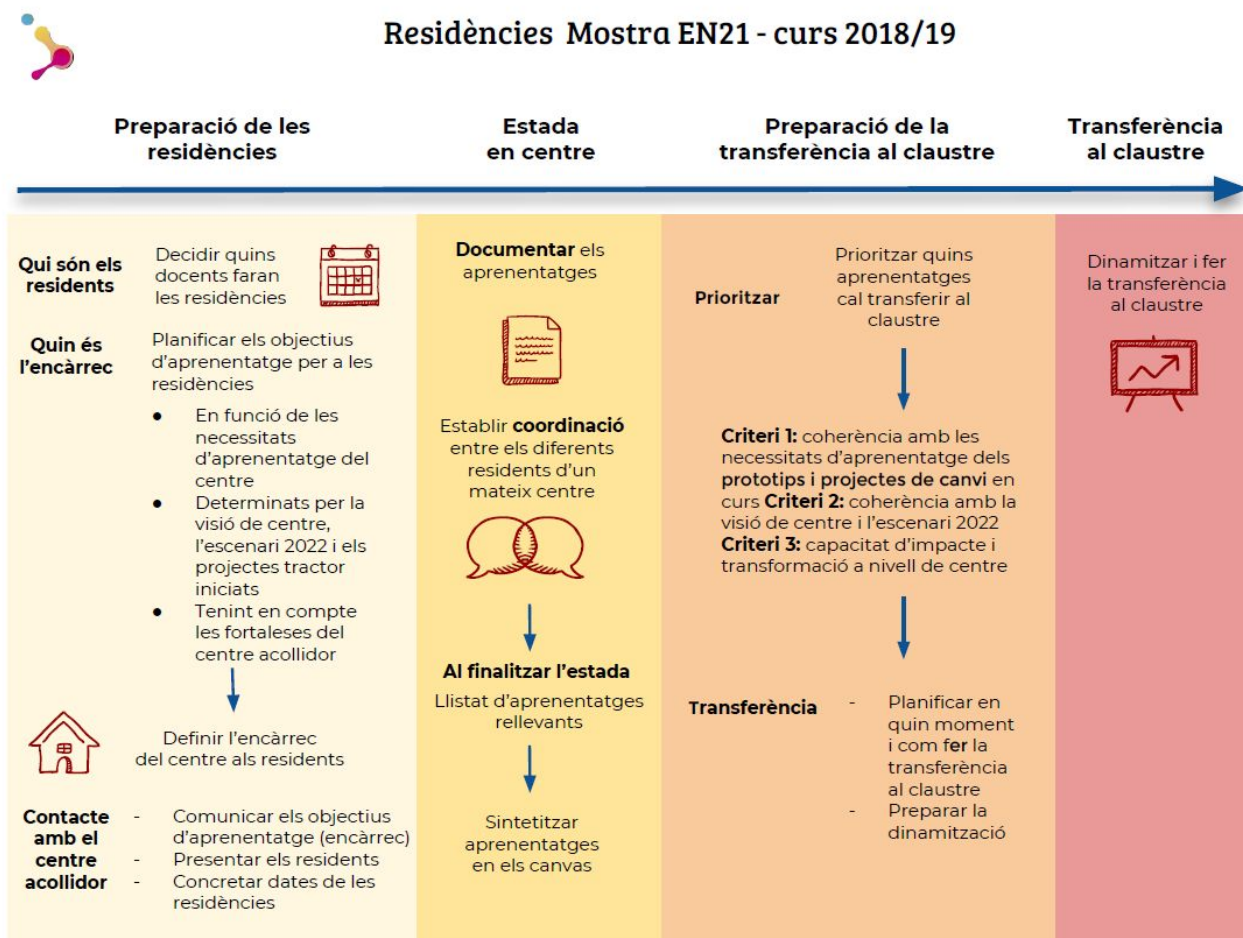 Residències Mostra EN21 - curs 2018/19
Preparació de les
residències
Estada
en centre
Preparació de la
transferència al claustre
Transferència
al claustre
Qui són els
residents
Decidir quins
docents faran
les residències
Quin és
l'encàrrec
Planificar els objectius
d'aprenentatge per a les
residències
● En funció de les
necessitats
d'aprenentatge del
centre
● Determinats per la
visió de centre,
l'escenari 2022 i els
projectes tractor
iniciats
● Tenint en compte
les fortaleses del
centre acollidor
Definir l'encàrrec
del centre als residents
Contacte
amb el
centre
acollidor
- Comunicar els objectius
d'aprenentatge (encàrrec)
- Presentar els residents
- Concretar dates de les
residències
Documentar els
aprenentatges
Establir coordinació
entre els diferents
residents d'un
mateix centre
Al finalitzar l'estada
Llistat d'aprenentatges
rellevants
Sintetitzar
aprenentatges
en els canvas
Prioritzar
Prioritzar quins
aprenentatges
cal transferir al
claustre
Criteri 1: coherència amb les
necessitats d'aprenentatge dels
prototips i projectes de canvi en
curs Criteri 2: coherència amb la
visió de centre i l'escenari 2022
Criteri 3: capacitat d'impacte i
transformació a nivell de centre
Transferència
- Planificar en
quin moment
i com fer la
transferència
al claustre
- Preparar la
dinamització
Dinamitzar i fer
la transferència
al claustre